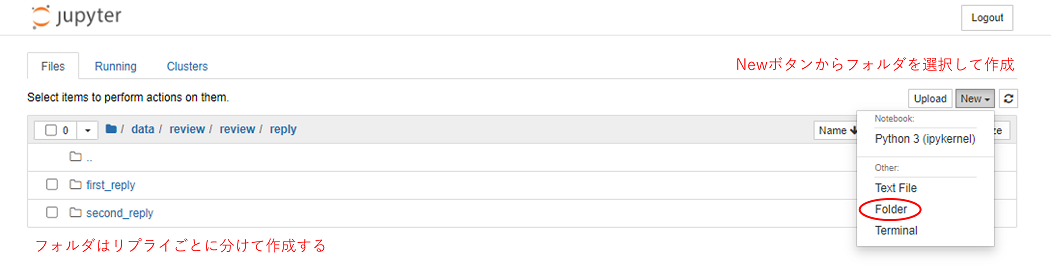 jupyter
Logout
Files Running Clusters
Newボタンからフォルダを選択して作成
Select items to perform actions on them.
Upload New
0 / data / review / review / reply
Name ze
Notebook:
Python 3 (ipykernel)
..
Other:
first_reply
Text File
second_reply
Folder
Terminal
フォルダはリプライごとに分けて作成する